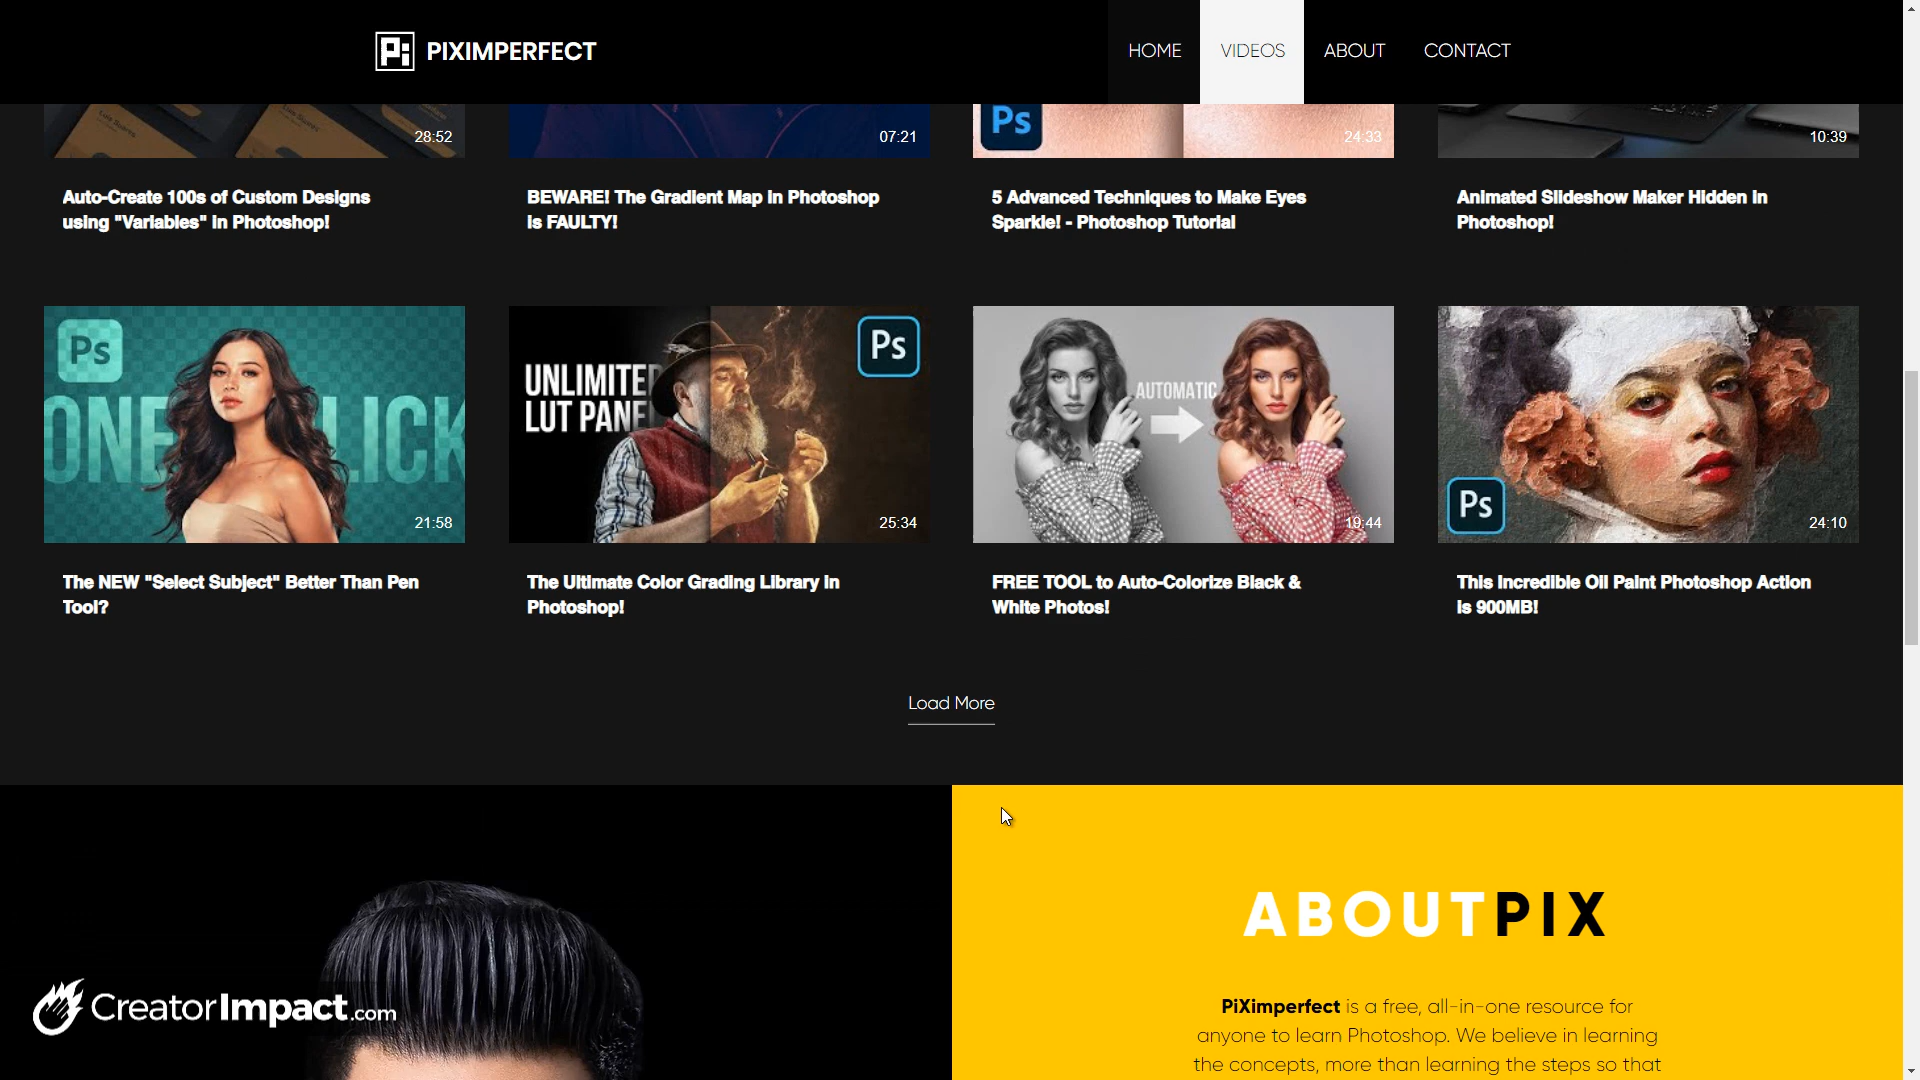 Pi PIXIMPERFECT
HOME VIDEOS ABOUT CONTACT
Luis Suarez
28:52
07:21
Ps
24:33
10:39
Auto-Create 100s of Custom Designs
using "Variables" in Photoshop!
BEWARE! The Gradient Map in Photoshop
is FAULTY!
5 Advanced Techniques to Make Eyes
Sparkle! - Photoshop Tutorial
Animated Slideshow Maker Hidden in
Photoshop!
Ps
ONE CLICK
21:58
UNLIMITED
LUT PANEL
Ps
25:34
AUTOMATIC
19:44
Ps
24:10
The NEW "Select Subject" Better Than Pen
Tool?
The Ultimate Color Grading Library in
Photoshop!
FREE TOOL to Auto-Colorize Black &
White Photos!
This Incredible Oil Paint Photoshop Action
is 900MB!
Load More
ABOUTPIX
PiXimperfect is a free, all-in-one resource for
anyone to learn Photoshop. We believe in learning
the concepts, more than learning the steps so that
CreatorImpact.com